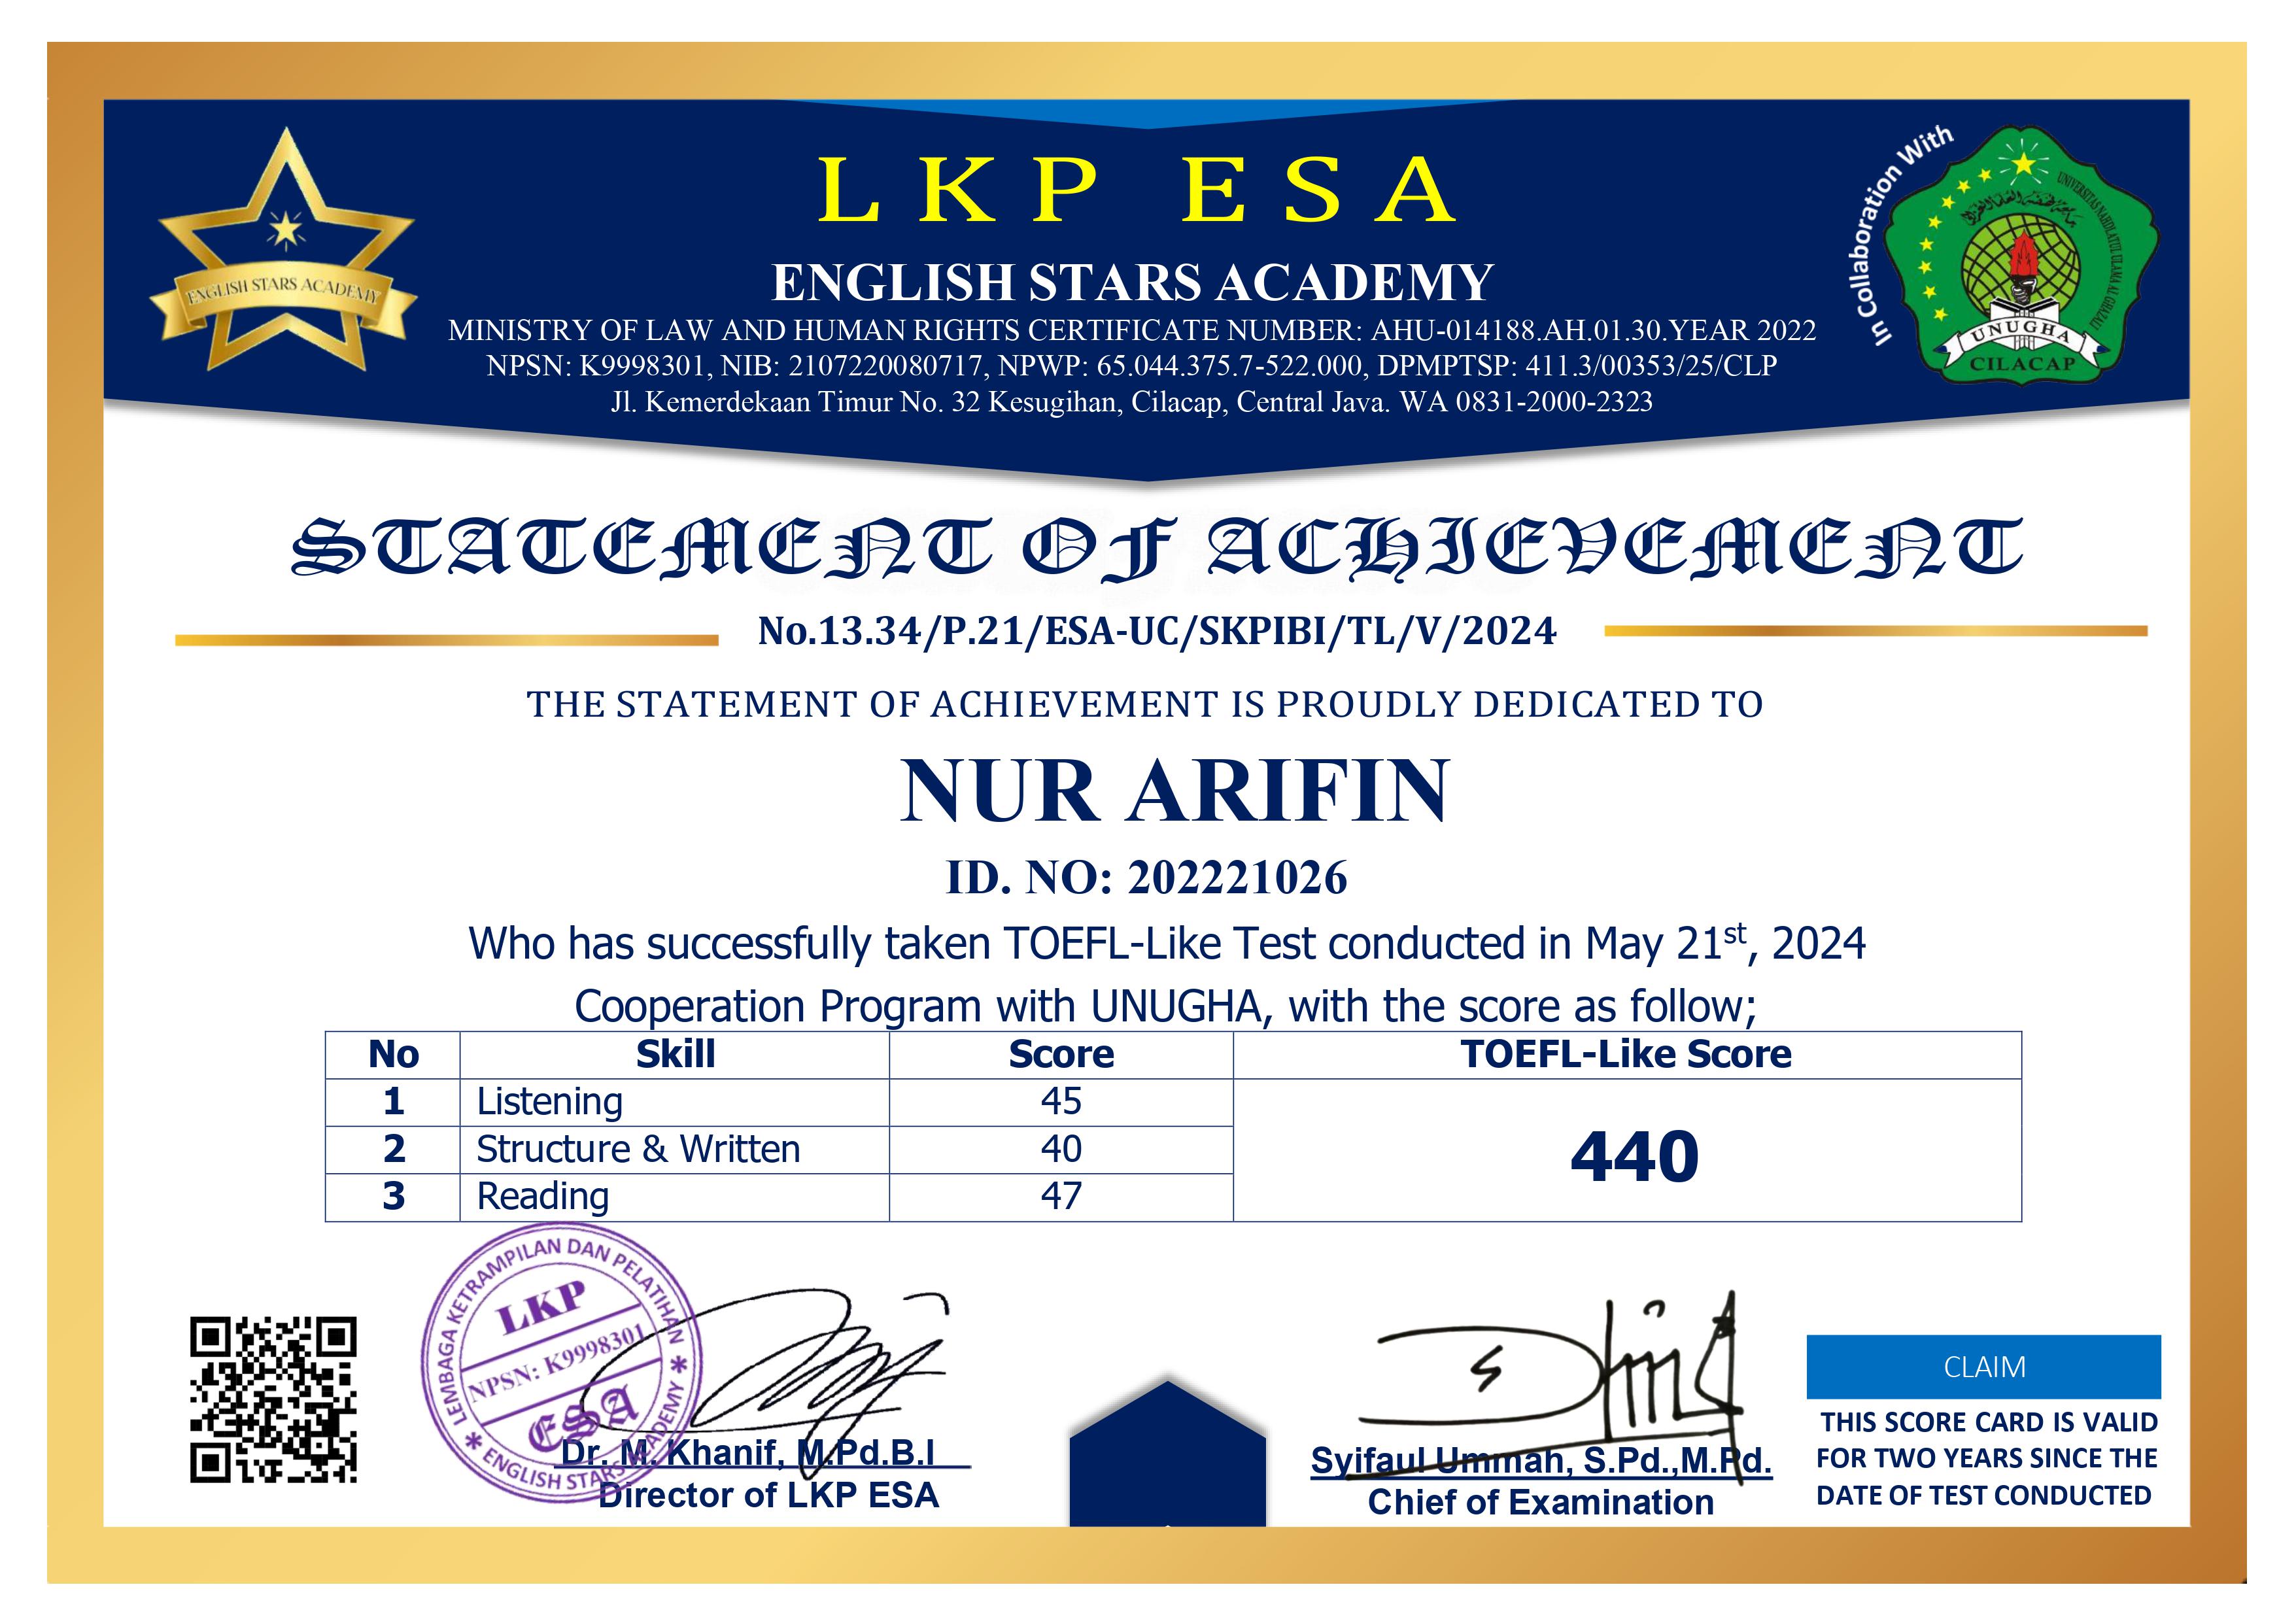 L K P E S A
ENGLISH STARS ACADEMY
MINISTRY OF LAW AND HUMAN RIGHTS CERTIFICATE NUMBER: AHU-014188.AH.01.30.YEAR 2022
NPSN: K9998301, NIB: 2107220080717, NPWP: 65.044.375.7-522.000, DPMPTSP: 411.3/00353/25/CLP
Jl. Kemerdekaan Timur No. 32 Kesugihan, Cilacap, Central Java. WA 0831-2000-2323
ENGLISH STARS ACADEMY
In Collaboration With
UNIVERSITAS NAHDLATUL ULAMA AL GHAZALI
UNUGHA
CILACAP
STATEMENT OF ACHIEVEMENT
No.13.34/P.21/ESA-UC/SKPIBI/TL/V/2024
THE STATEMENT OF ACHIEVEMENT IS PROUDLY DEDICATED TO
NUR ARIFIN
ID. NO: 202221026
Who has successfully taken TOEFL-Like Test conducted in May 21st, 2024
Cooperation Program with UNUGHA, with the score as follow;
No Skill Score TOEFL-Like Score
1 Listening 45
2 Structure & Written 40
3 Reading 47
440
LEMBAGA KETRAMPILAN DAN PELATIHAN
LKP
NPSN: K9998301
ESA
* ENGLISH STARS ACADEMY *
Dr. M. Khanif, M.Pd.B.I
Director of LKP ESA
Syifaul Ummah, S.Pd.,M.Pd.
Chief of Examination
CLAIM
THIS SCORE CARD IS VALID
FOR TWO YEARS SINCE THE
DATE OF TEST CONDUCTED